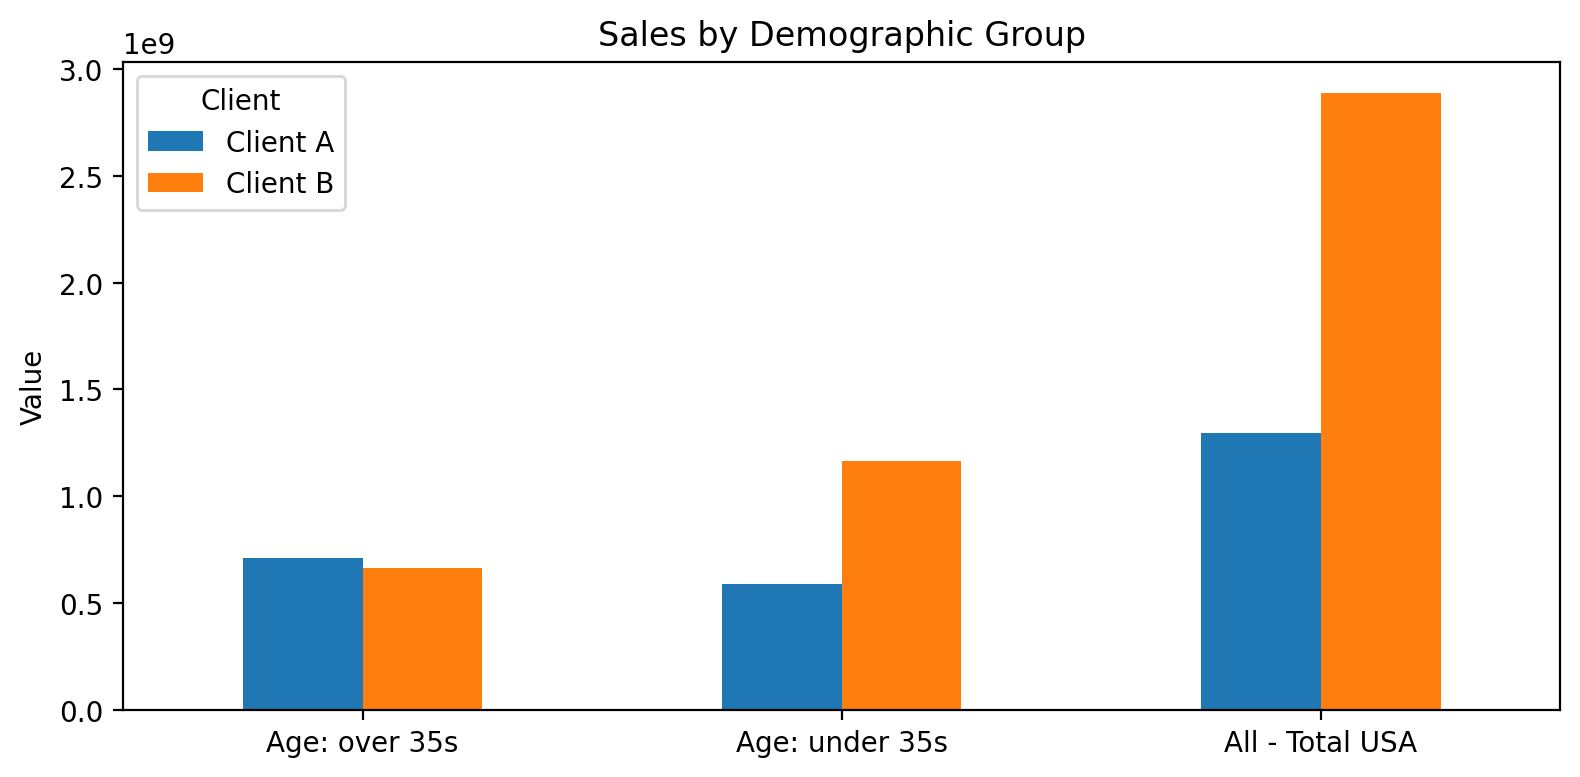 Sales by Demographic Group
1e9
3.0
2.5
2.0
1.5
1.0
0.5
0.0
Value
Client
Client A
Client B
Age: over 35s
Age: under 35s
All - Total USA